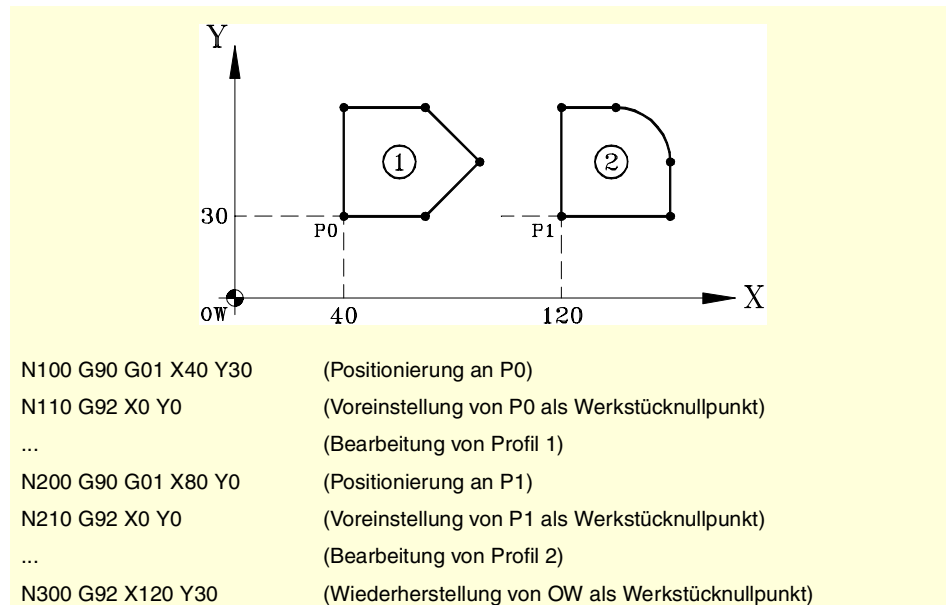 Y
1
2
30
P0
P1
X
OW
40
120
N100 G90 G01 X40 Y30 (Positionierung an P0)
N110 G92 X0 Y0 (Voreinstellung von P0 als Werkstücknullpunkt)
... (Bearbeitung von Profil 1)
N200 G90 G01 X80 Y0 (Positionierung an P1)
N210 G92 X0 Y0 (Voreinstellung von P1 als Werkstücknullpunkt)
... (Bearbeitung von Profil 2)
N300 G92 X120 Y30 (Wiederherstellung von OW als Werkstücknullpunkt)